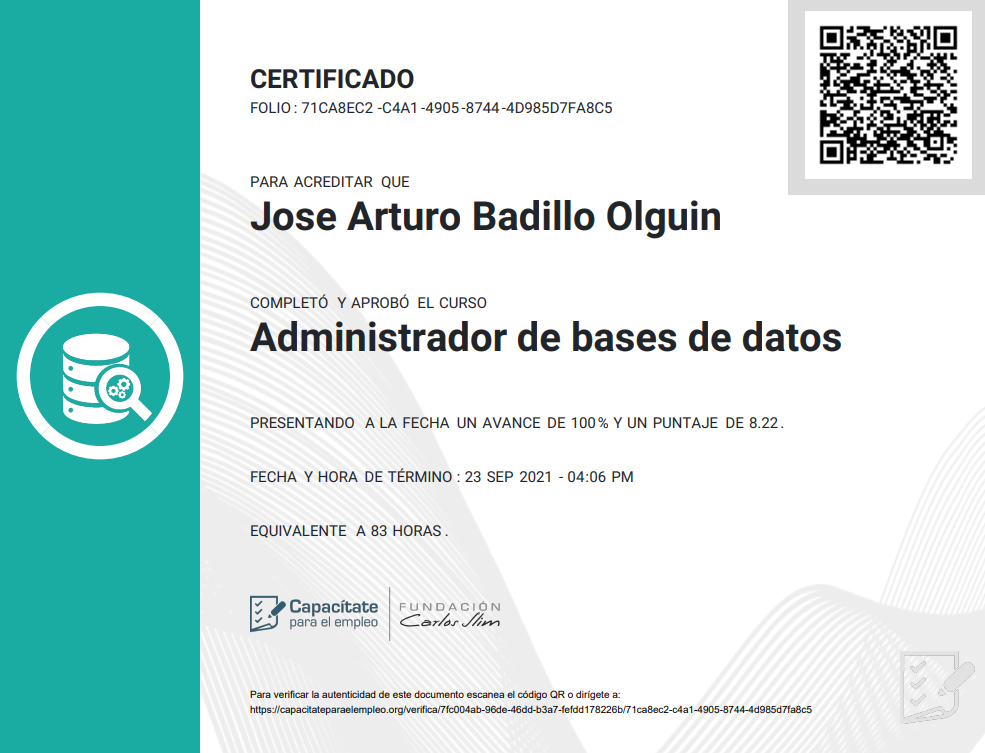 CERTIFICADO
FOLIO : 71CA8EC2 -C4A1 -4905 -8744 -4D985D7FA8C5
PARA ACREDITAR QUE
Jose Arturo Badillo Olguin
COMPLETÓ Y APROBÓ EL CURSO
Administrador de bases de datos
PRESENTANDO A LA FECHA UN AVANCE DE 100 % Y UN PUNTAJE DE 8.22 .
FECHA Y HORA DE TÉRMINO : 23 SEP 2021 - 04:06 PM
EQUIVALENTE A 83 HORAS .
Capacítate
para el empleo
FUNDACIÓN
Carlos Slim
Para verificar la autenticidad de este documento escanea el código QR o dirígete a:
https://capacitateparaelempleo.org/verifica/7fc004ab-96de-46dd-b3a7-fefdd178226b/71ca8ec2-c4a1-4905-8744-4d985d7fa8c5